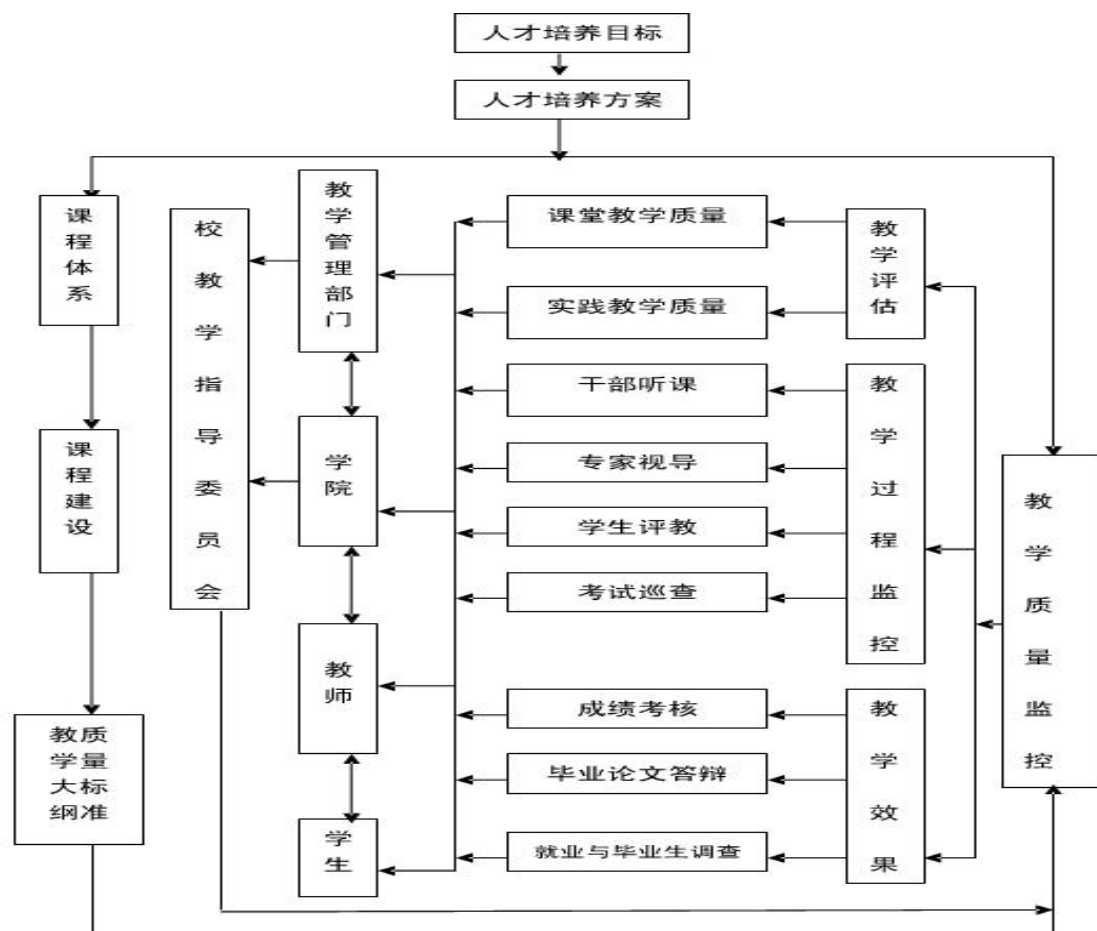 人才培养目标
人才培养方案
课程体系
课程建设
教学大纲
质量标准
校教学指导委员会
教学管理部门
学院
教师
学生
课堂教学质量
实践教学质量
干部听课
专家视导
学生评教
考试巡查
成绩考核
毕业论文答辩
就业与毕业生调查
教学评估
教学过程监控
教学效果
教学质量监控